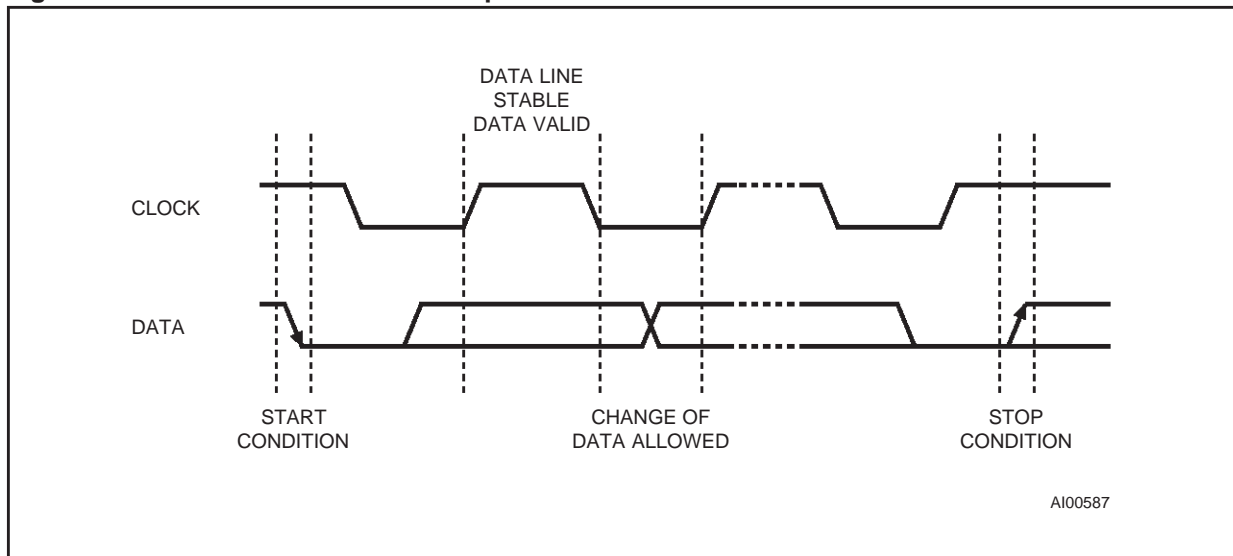 DATA LINE
STABLE
DATA VALID
CLOCK
DATA
START
CONDITION
CHANGE OF
DATA ALLOWED
STOP
CONDITION
AI00587